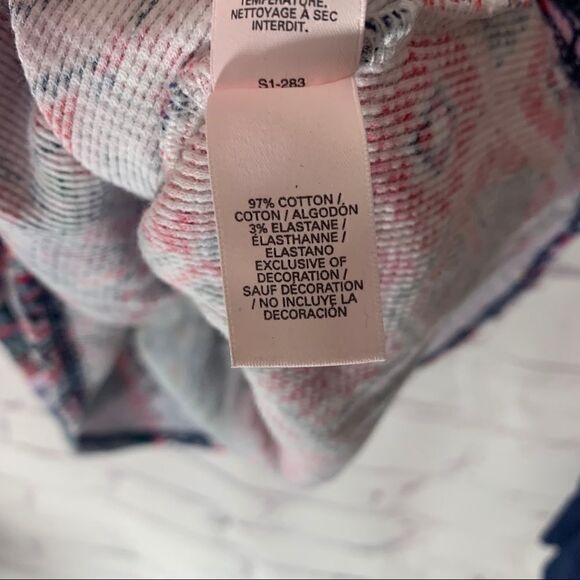 TEMPÉRATURE.
NETTOYAGE À SEC
INTERDIT.
S1-283
97% COTTON /
COTON / ALGODÓN
3% ELASTANE /
ÉLASTHANNE /
ELASTANO
EXCLUSIVE OF
DECORATION /
SAUF DÉCORATION
/ NO INCLUYE LA
DECORACIÓN